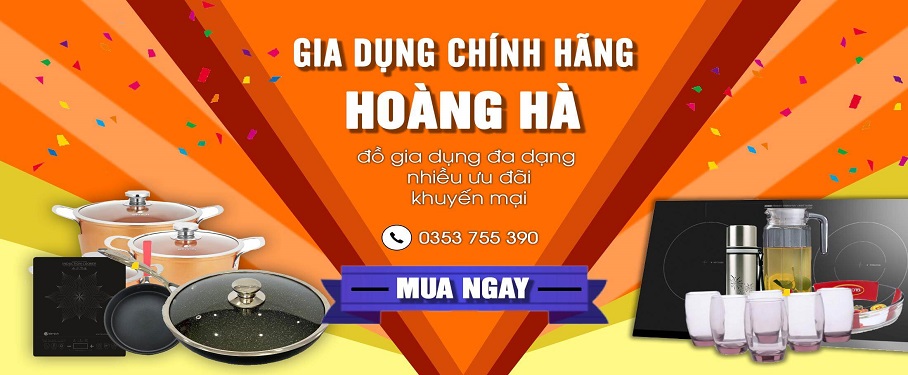 GIA DỤNG CHÍNH HÃNG
HOÀNG HÀ
đồ gia dụng đa dạng
nhiều ưu đãi
khuyến mại
0353 755 390
MUA NGAY